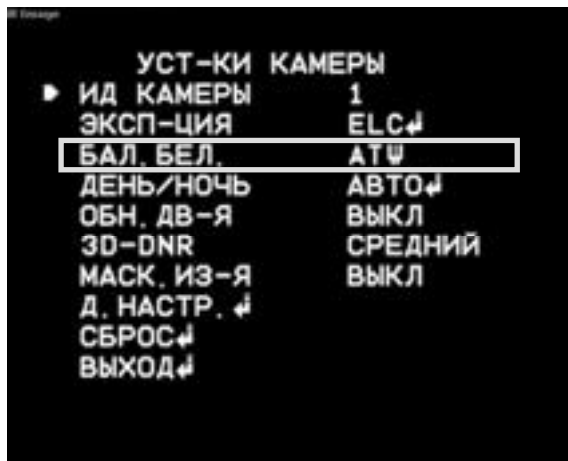 УСТ-КИ КАМЕРЫ
ИД КАМЕРЫ 1
ЭКСП-ЦИЯ ELC↲
БАЛ. БЕЛ. ATW
ДЕНЬ/НОЧЬ АВТО↲
ОБН. ДВ-Я ВЫКЛ
3D-DNR СРЕДНИЙ
МАСК. ИЗ-Я ВЫКЛ
Д. НАСТР. ↲
СБРОС↲
ВЫХОД↲